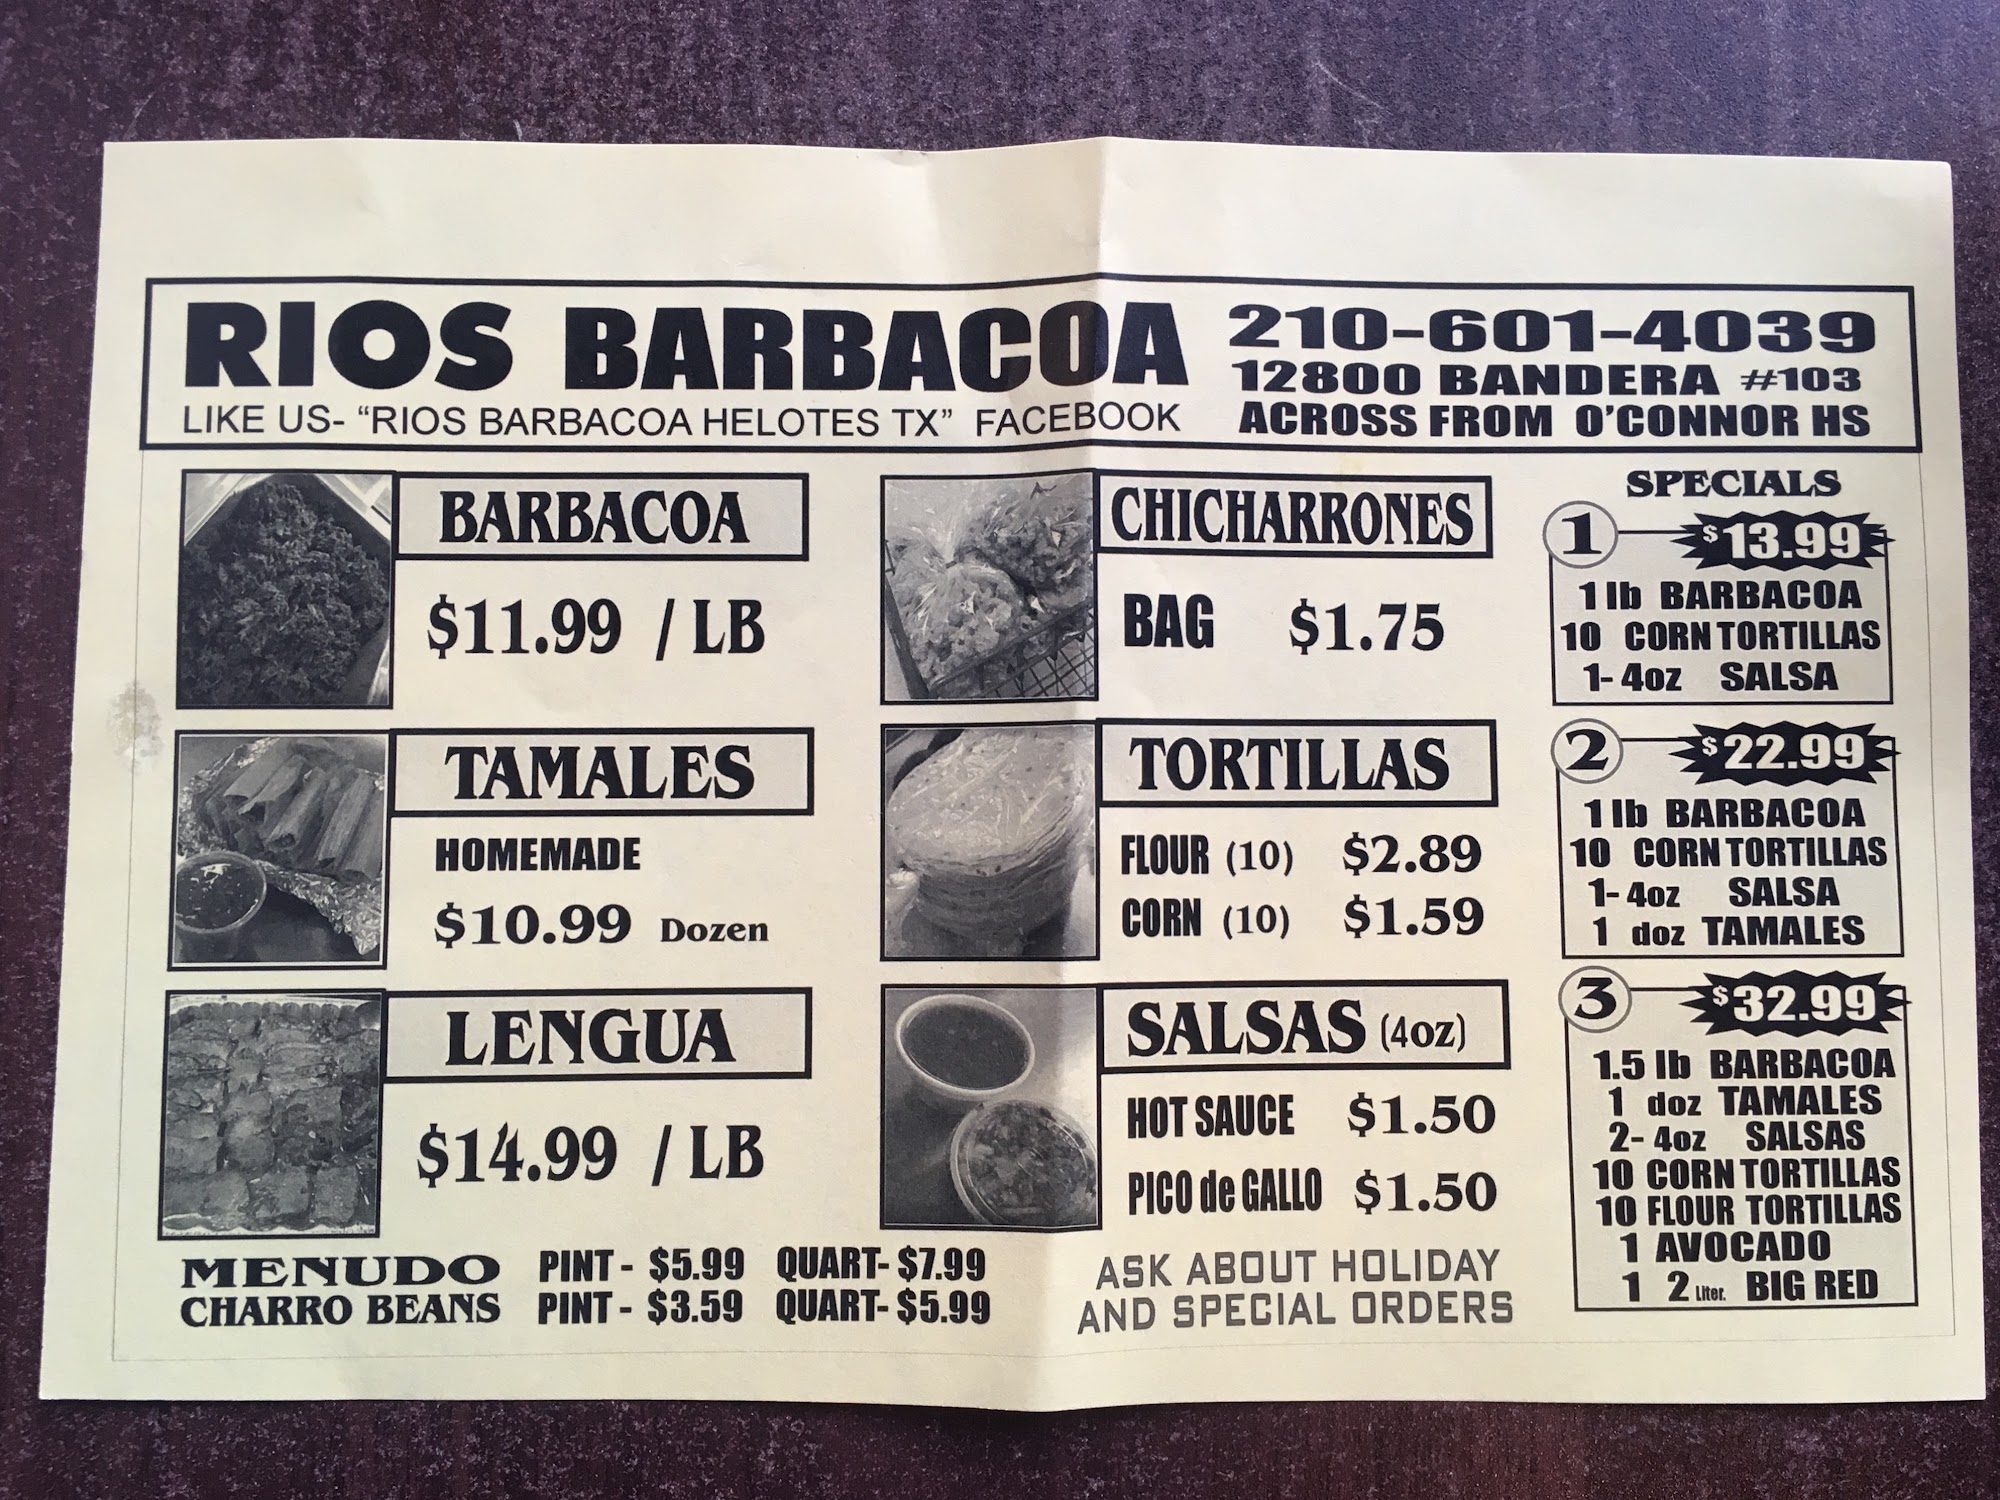 RIOS BARBACOA
LIKE US- “RIOS BARBACOA HELOTES TX” FACEBOOK
210-601-4039
12800 BANDERA #103
ACROSS FROM O'CONNOR HS
BARBACOA
$11.99 / LB
TAMALES
HOMEMADE
$10.99 Dozen
LENGUA
$14.99 / LB
CHICHARRONES
BAG $1.75
TORTILLAS
FLOUR (10) $2.89
CORN (10) $1.59
SALSAS (4oz)
HOT SAUCE $1.50
PICO de GALLO $1.50
MENUDO PINT - $5.99 QUART- $7.99
CHARRO BEANS PINT - $3.59 QUART- $5.99
ASK ABOUT HOLIDAY
AND SPECIAL ORDERS
SPECIALS
1 $13.99
1 lb BARBACOA
10 CORN TORTILLAS
1- 4oz SALSA
2 $22.99
1 lb BARBACOA
10 CORN TORTILLAS
1- 4oz SALSA
1 doz TAMALES
3 $32.99
1.5 lb BARBACOA
1 doz TAMALES
2- 4oz SALSAS
10 CORN TORTILLAS
10 FLOUR TORTILLAS
1 AVOCADO
1 2 Liter. BIG RED